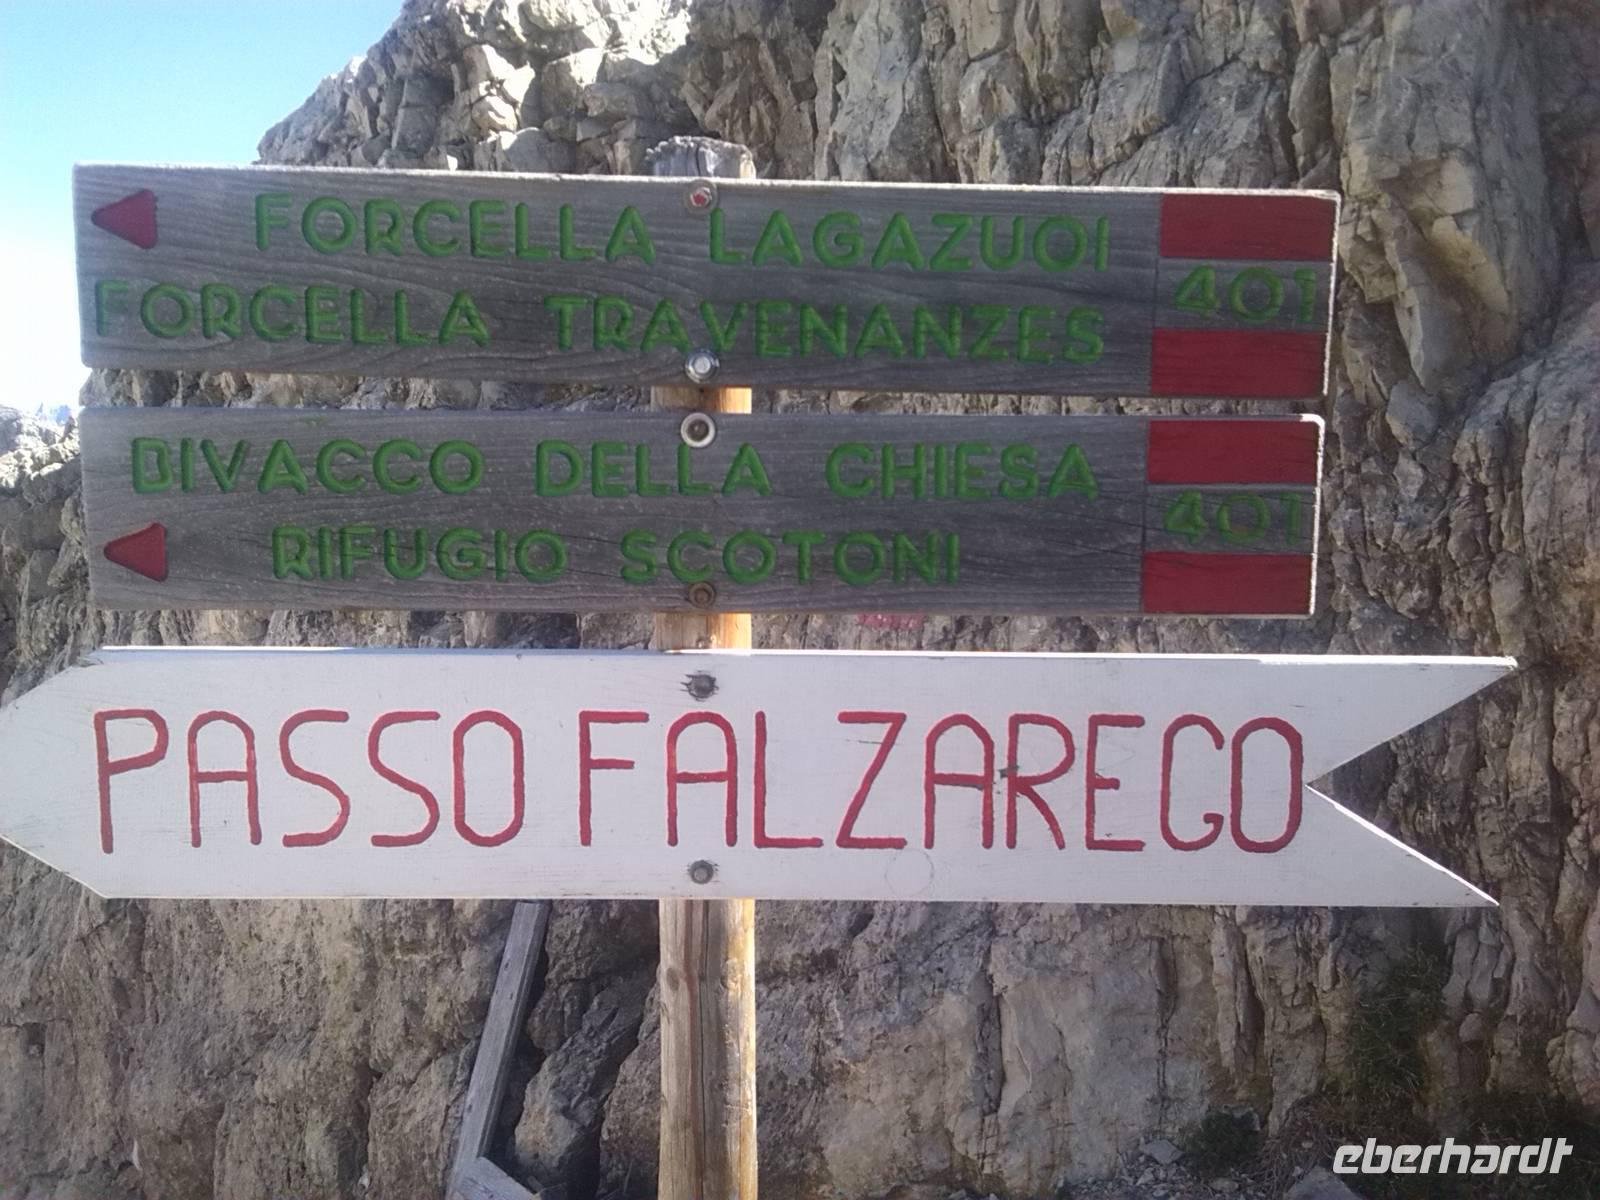 FORCELLA LAGAZUOI
FORCELLA TRAVENANZES
401
BIVACCO DELLA CHIESA
RIFUGIO SCOTONI
401
PASSO FALZAREGO
eberhardt